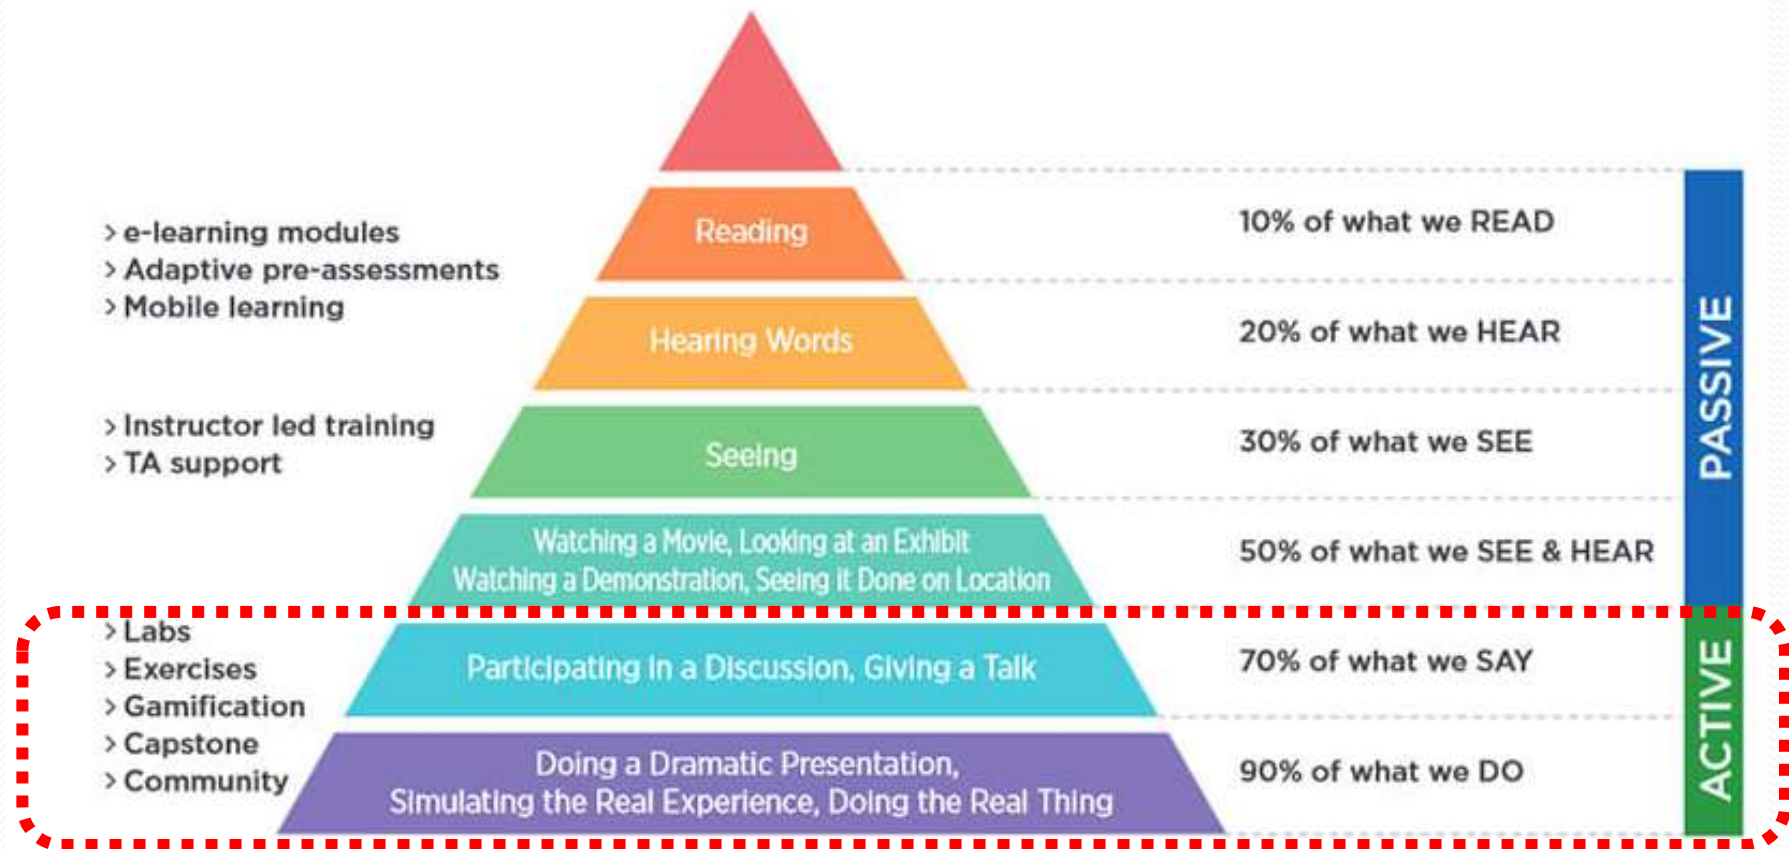 > e-learning modules
> Adaptive pre-assessments
> Mobile learning
> Instructor led training
> TA support
> Labs
> Exercises
> Gamification
> Capstone
> Community
Reading
Hearing Words
Seeing
Watching a Movie, Looking at an Exhibit
Watching a Demonstration, Seeing it Done on Location
Participating in a Discussion, Giving a Talk
Doing a Dramatic Presentation,
Simulating the Real Experience, Doing the Real Thing
10% of what we READ
20% of what we HEAR
30% of what we SEE
50% of what we SEE & HEAR
70% of what we SAY
90% of what we DO
PASSIVE
ACTIVE